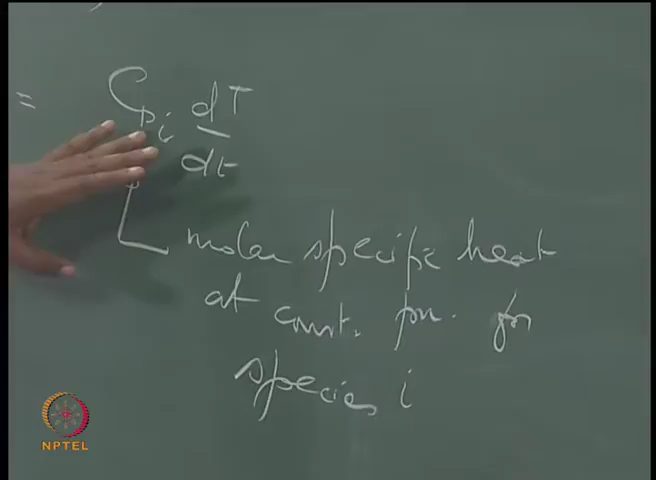 = Cpi dT
dt
molar specific heat
at const. pr. for
species i
NPTEL